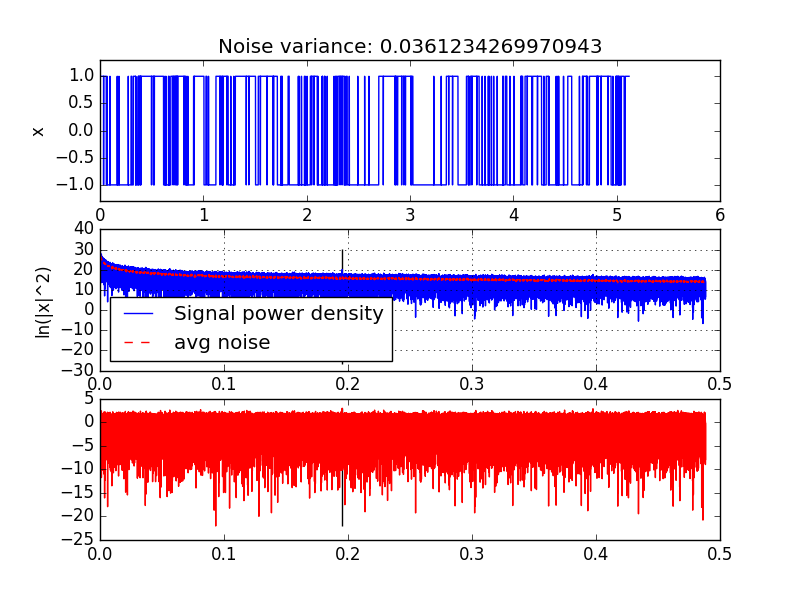 Noise variance: 0.0361234269970943
1.0
0.5
0.0
−0.5
−1.0
x
0 1 2 3 4 5 6
40
30
20
10
0
−10
−20
−30
ln(|x|^2)
Signal power density
avg noise
0.0 0.1 0.2 0.3 0.4 0.5
5
0
−5
−10
−15
−20
−25
0.0 0.1 0.2 0.3 0.4 0.5